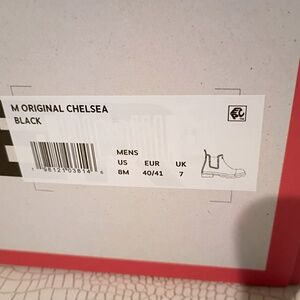 M ORIGINAL CHELSEA
BLACK
MENS
US EUR UK
8M 40/41 7